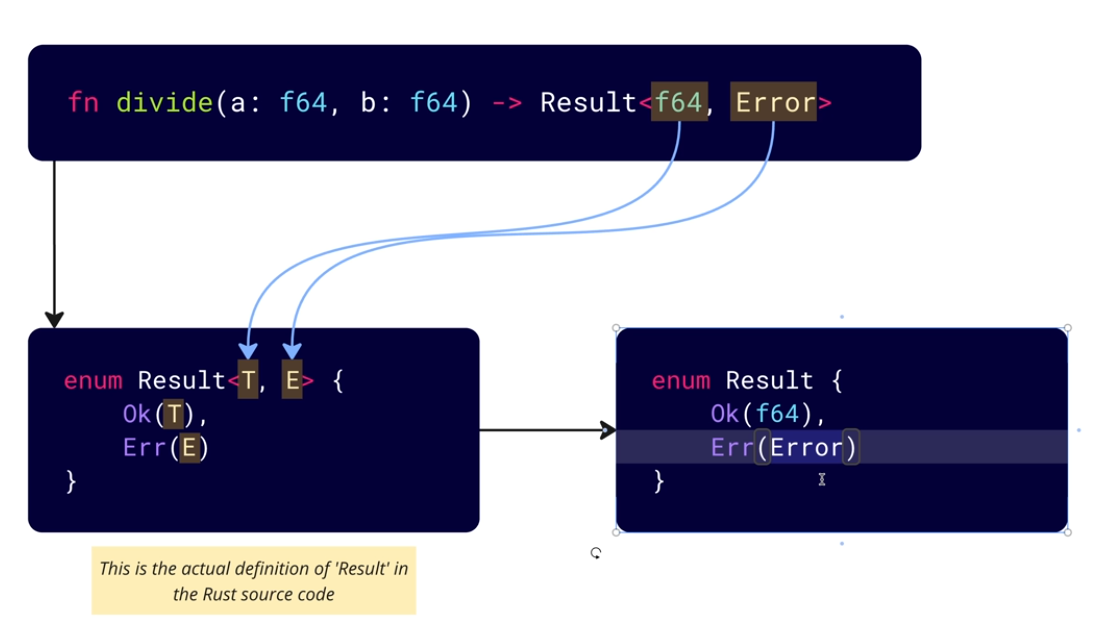 fn divide(a: f64, b: f64) -> Result<f64, Error>
enum Result<T, E> {
    Ok(T),
    Err(E)
}
enum Result {
    Ok(f64),
    Err(Error)
}
This is the actual definition of 'Result' in
the Rust source code